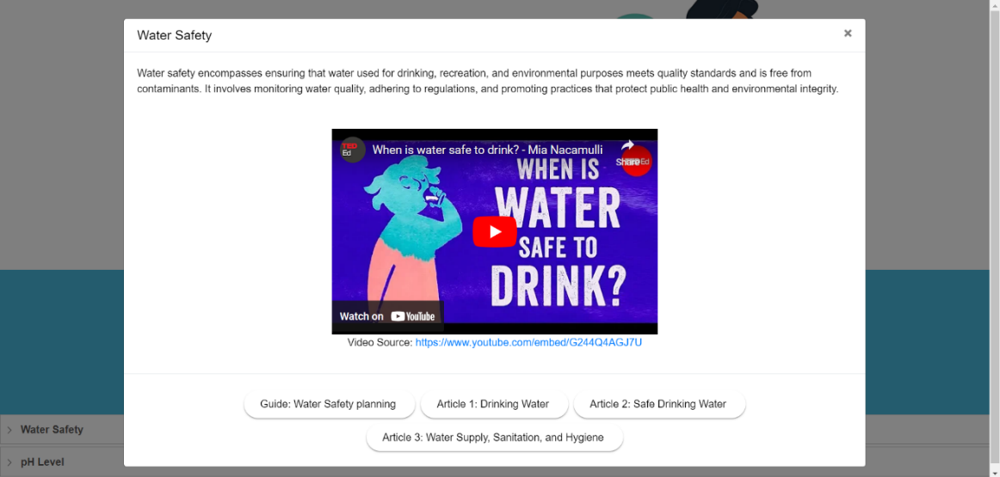 Water Safety
×
Water safety encompasses ensuring that water used for drinking, recreation, and environmental purposes meets quality standards and is free from
contaminants. It involves monitoring water quality, adhering to regulations, and promoting practices that protect public health and environmental integrity.
TED
Ed
When is water safe to drink? - Mia Nacamulli
Share
TED Ed
WHEN IS
WATER
SAFE TO
DRINK?
Watch on YouTube
Video Source: https://www.youtube.com/embed/G244Q4AGJ7U
Guide: Water Safety planning
Article 1: Drinking Water
Article 2: Safe Drinking Water
Article 3: Water Supply, Sanitation, and Hygiene
Water Safety
pH Level